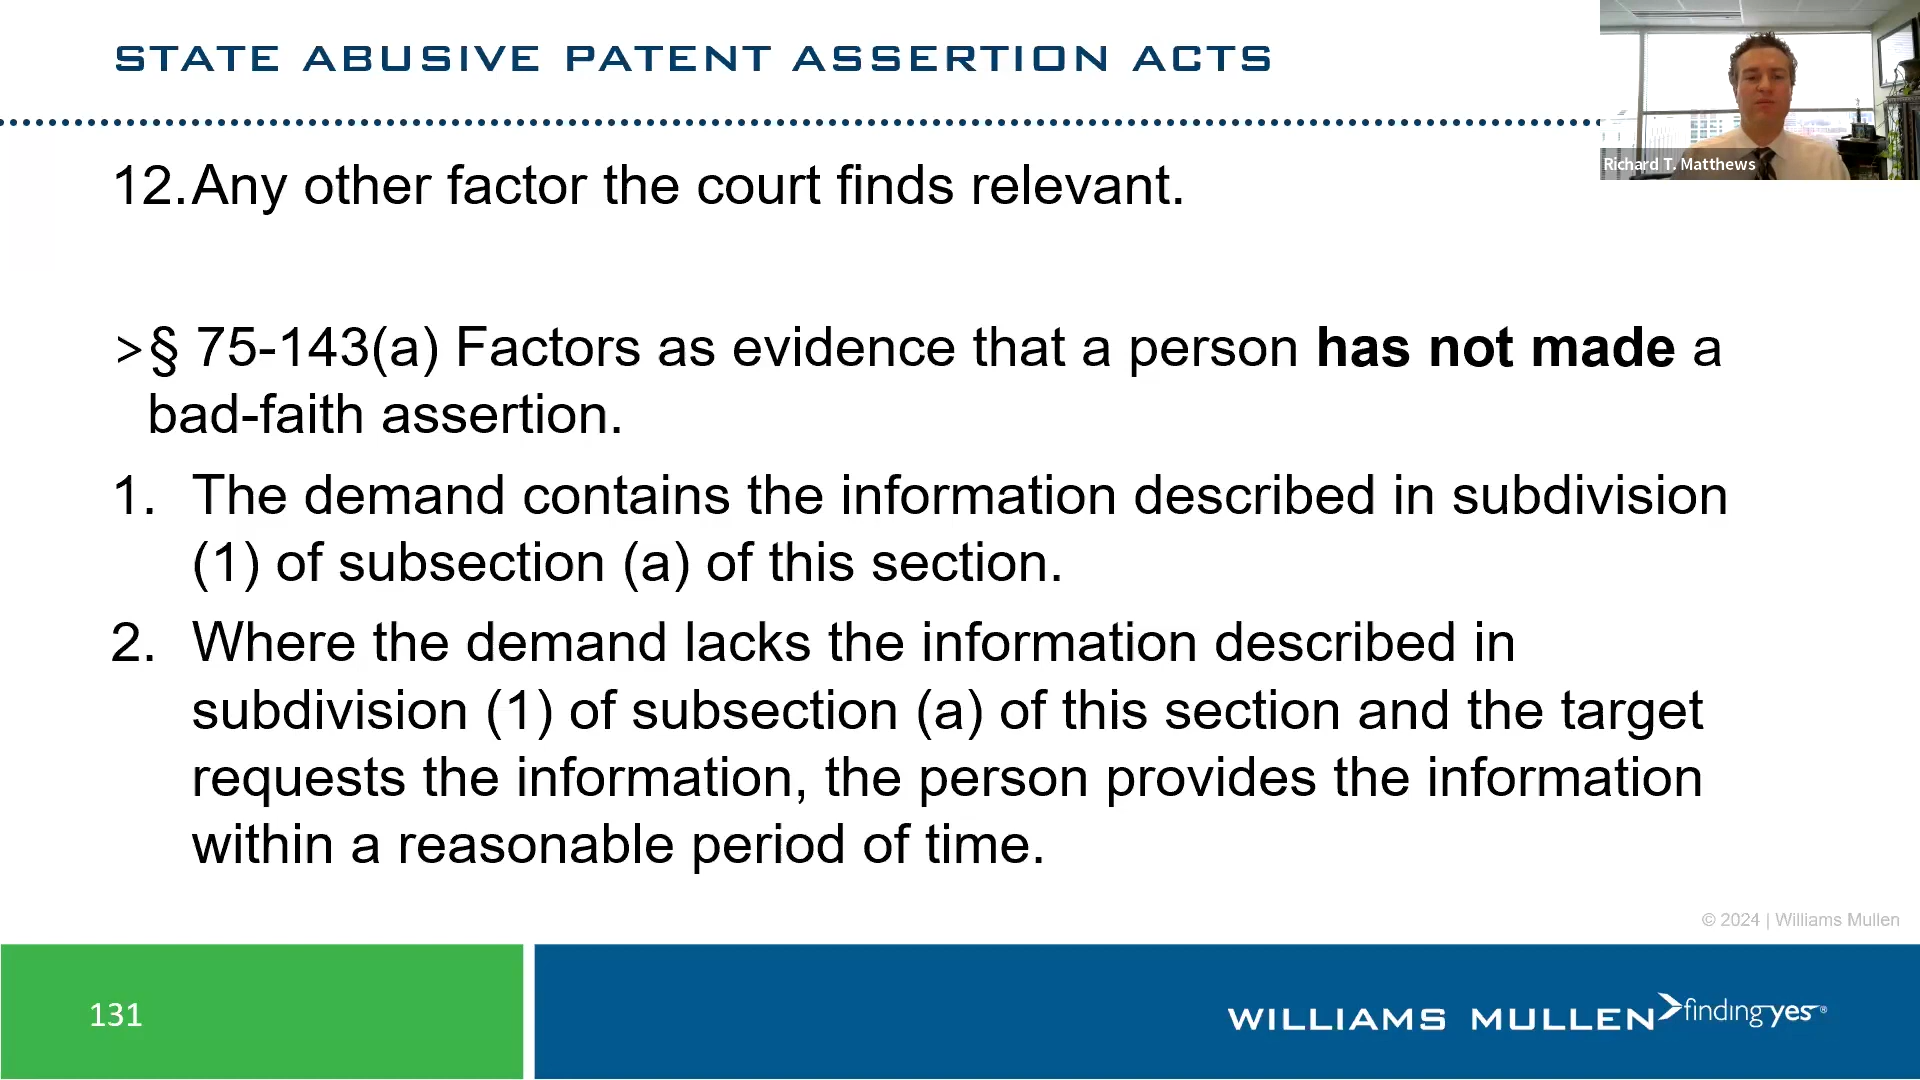 STATE ABUSIVE PATENT ASSERTION ACTS
Richard T. Matthews
12. Any other factor the court finds relevant.
>§ 75-143(a) Factors as evidence that a person has not made a
bad-faith assertion.
1. The demand contains the information described in subdivision
(1) of subsection (a) of this section.
2. Where the demand lacks the information described in
subdivision (1) of subsection (a) of this section and the target
requests the information, the person provides the information
within a reasonable period of time.
© 2024 | Williams Mullen
131
WILLIAMS MULLEN findingyes®